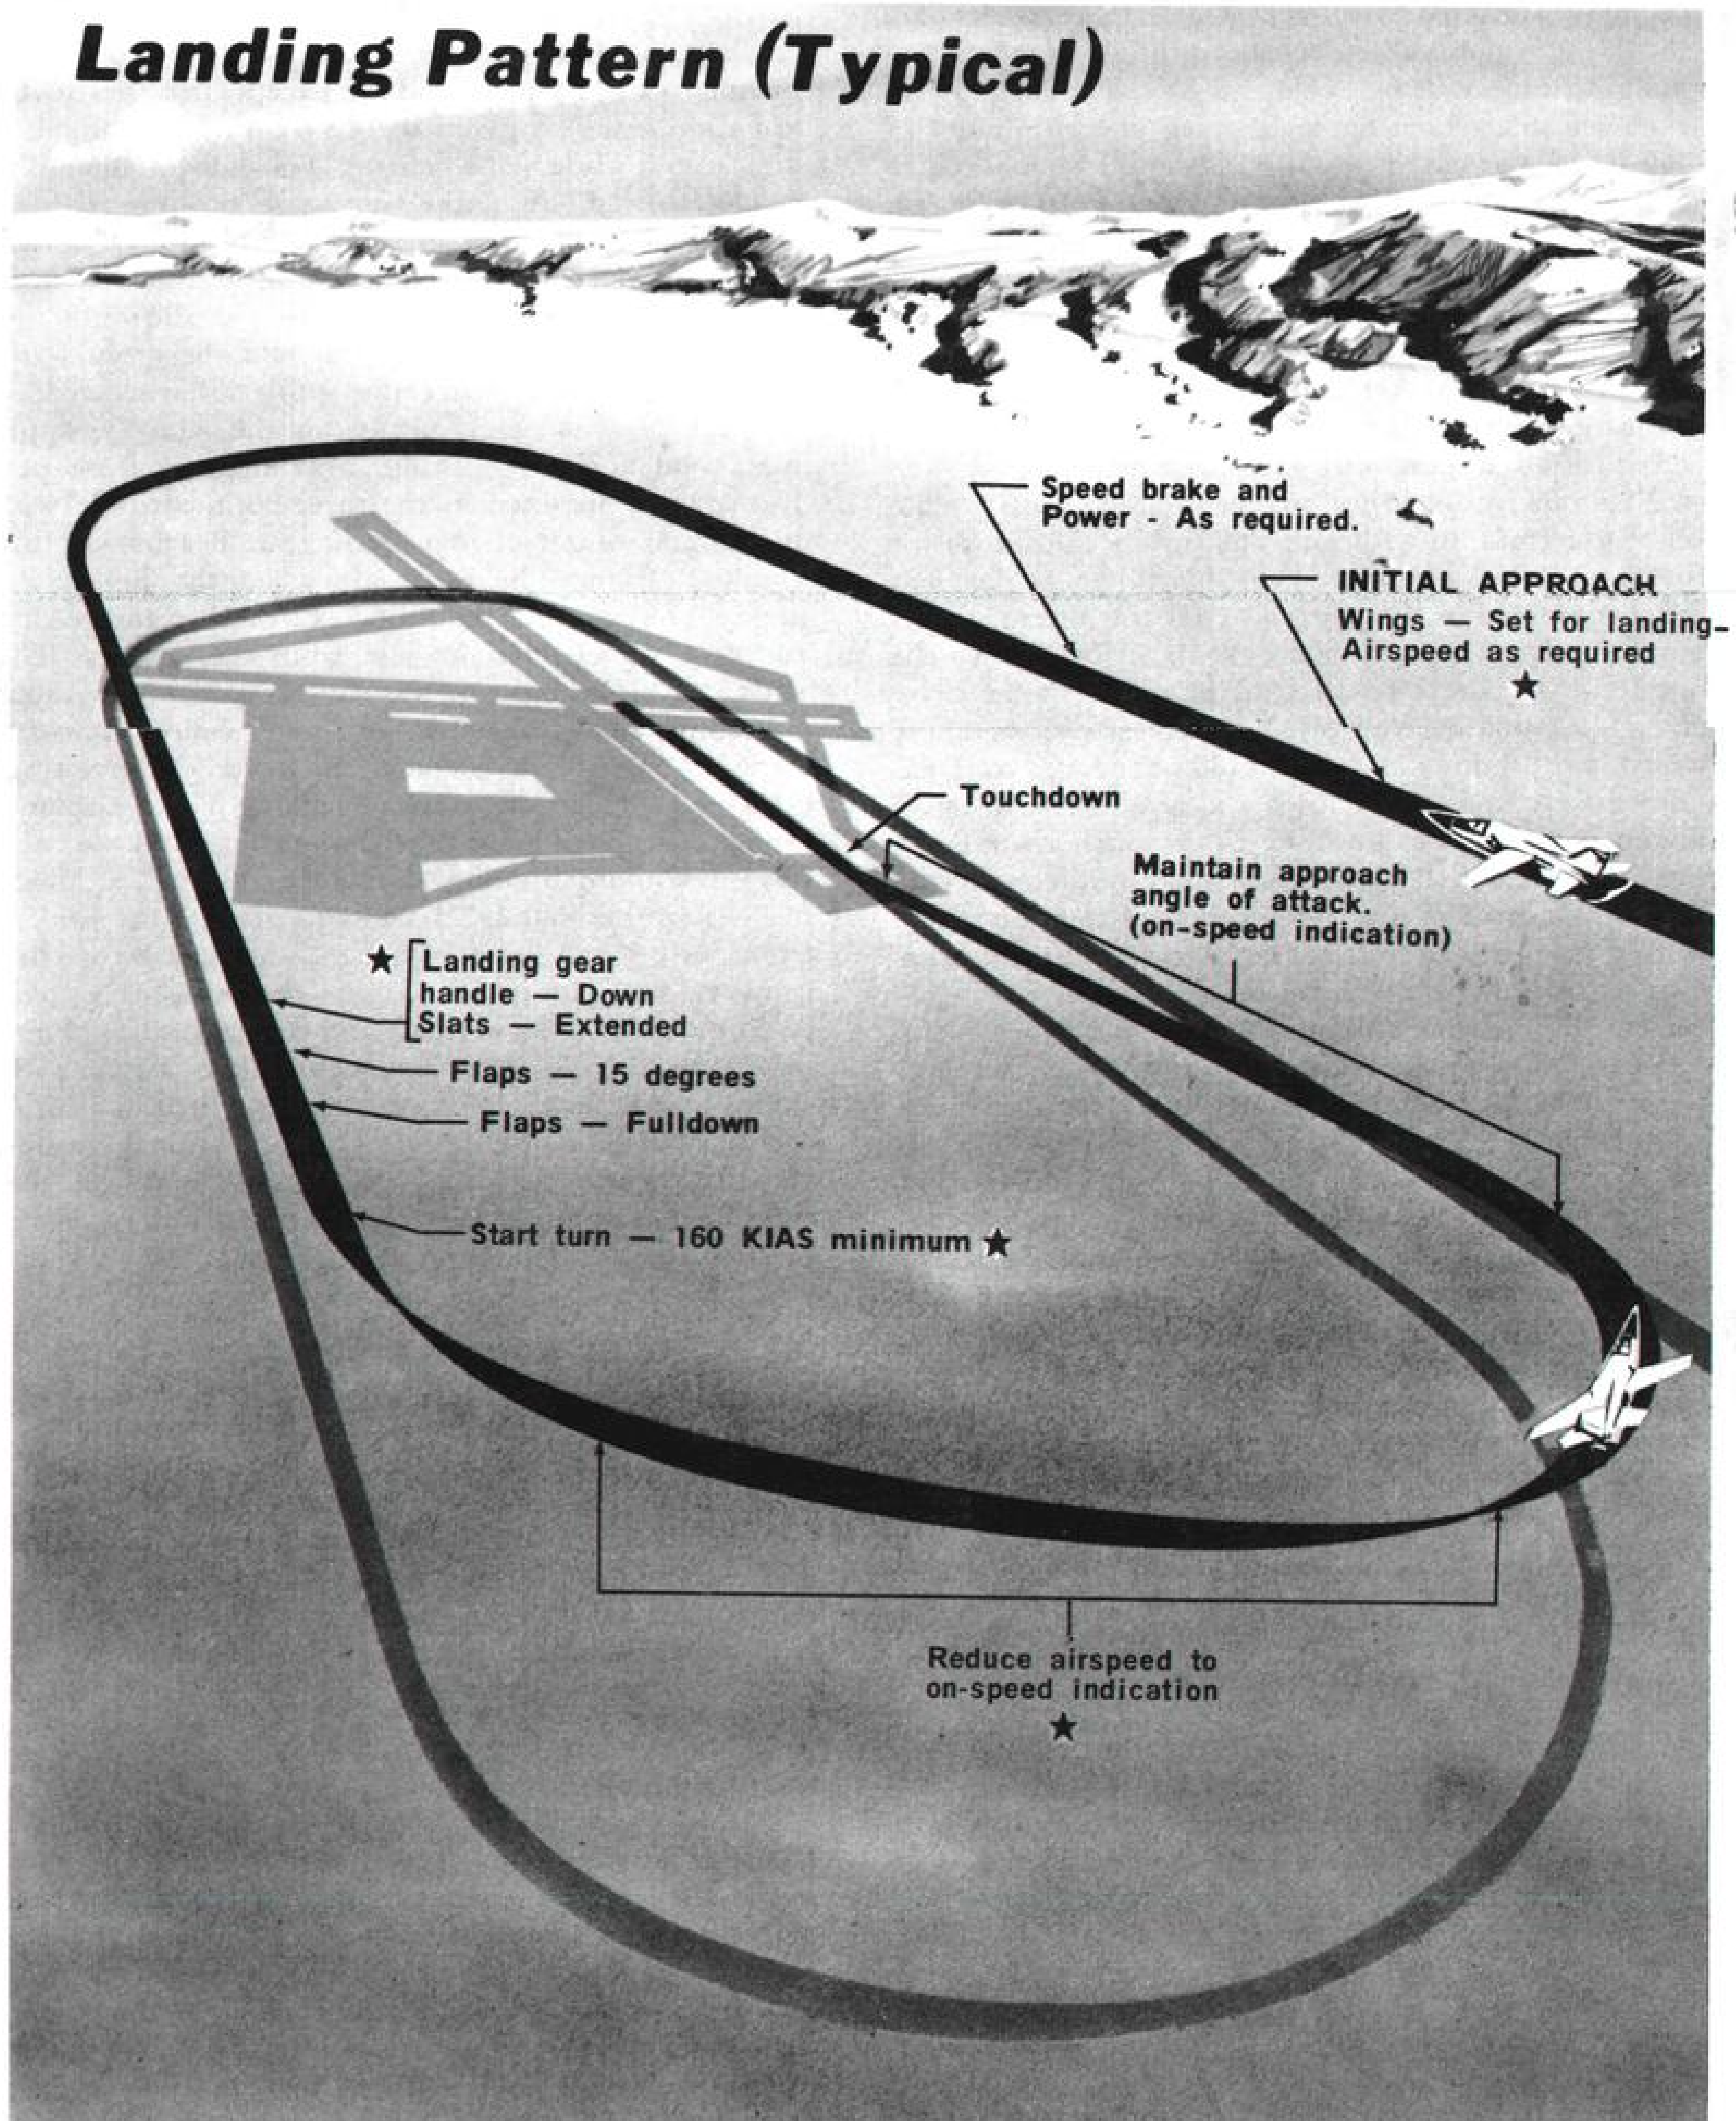 Landing Pattern (Typical)
Speed brake and
Power - As required.
INITIAL APPROACH
Wings — Set for landing-
Airspeed as required
★
Touchdown
Maintain approach
angle of attack.
(on-speed indication)
★ Landing gear
handle — Down
Slats — Extended
Flaps — 15 degrees
Flaps — Fulldown
Start turn — 160 KIAS minimum ★
Reduce airspeed to
on-speed indication
★